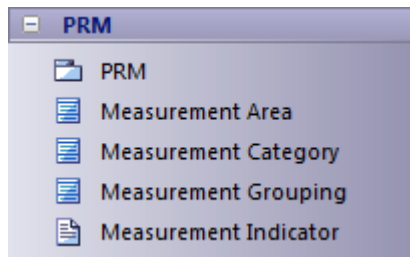 PRM
PRM
Measurement Area
Measurement Category
Measurement Grouping
Measurement Indicator